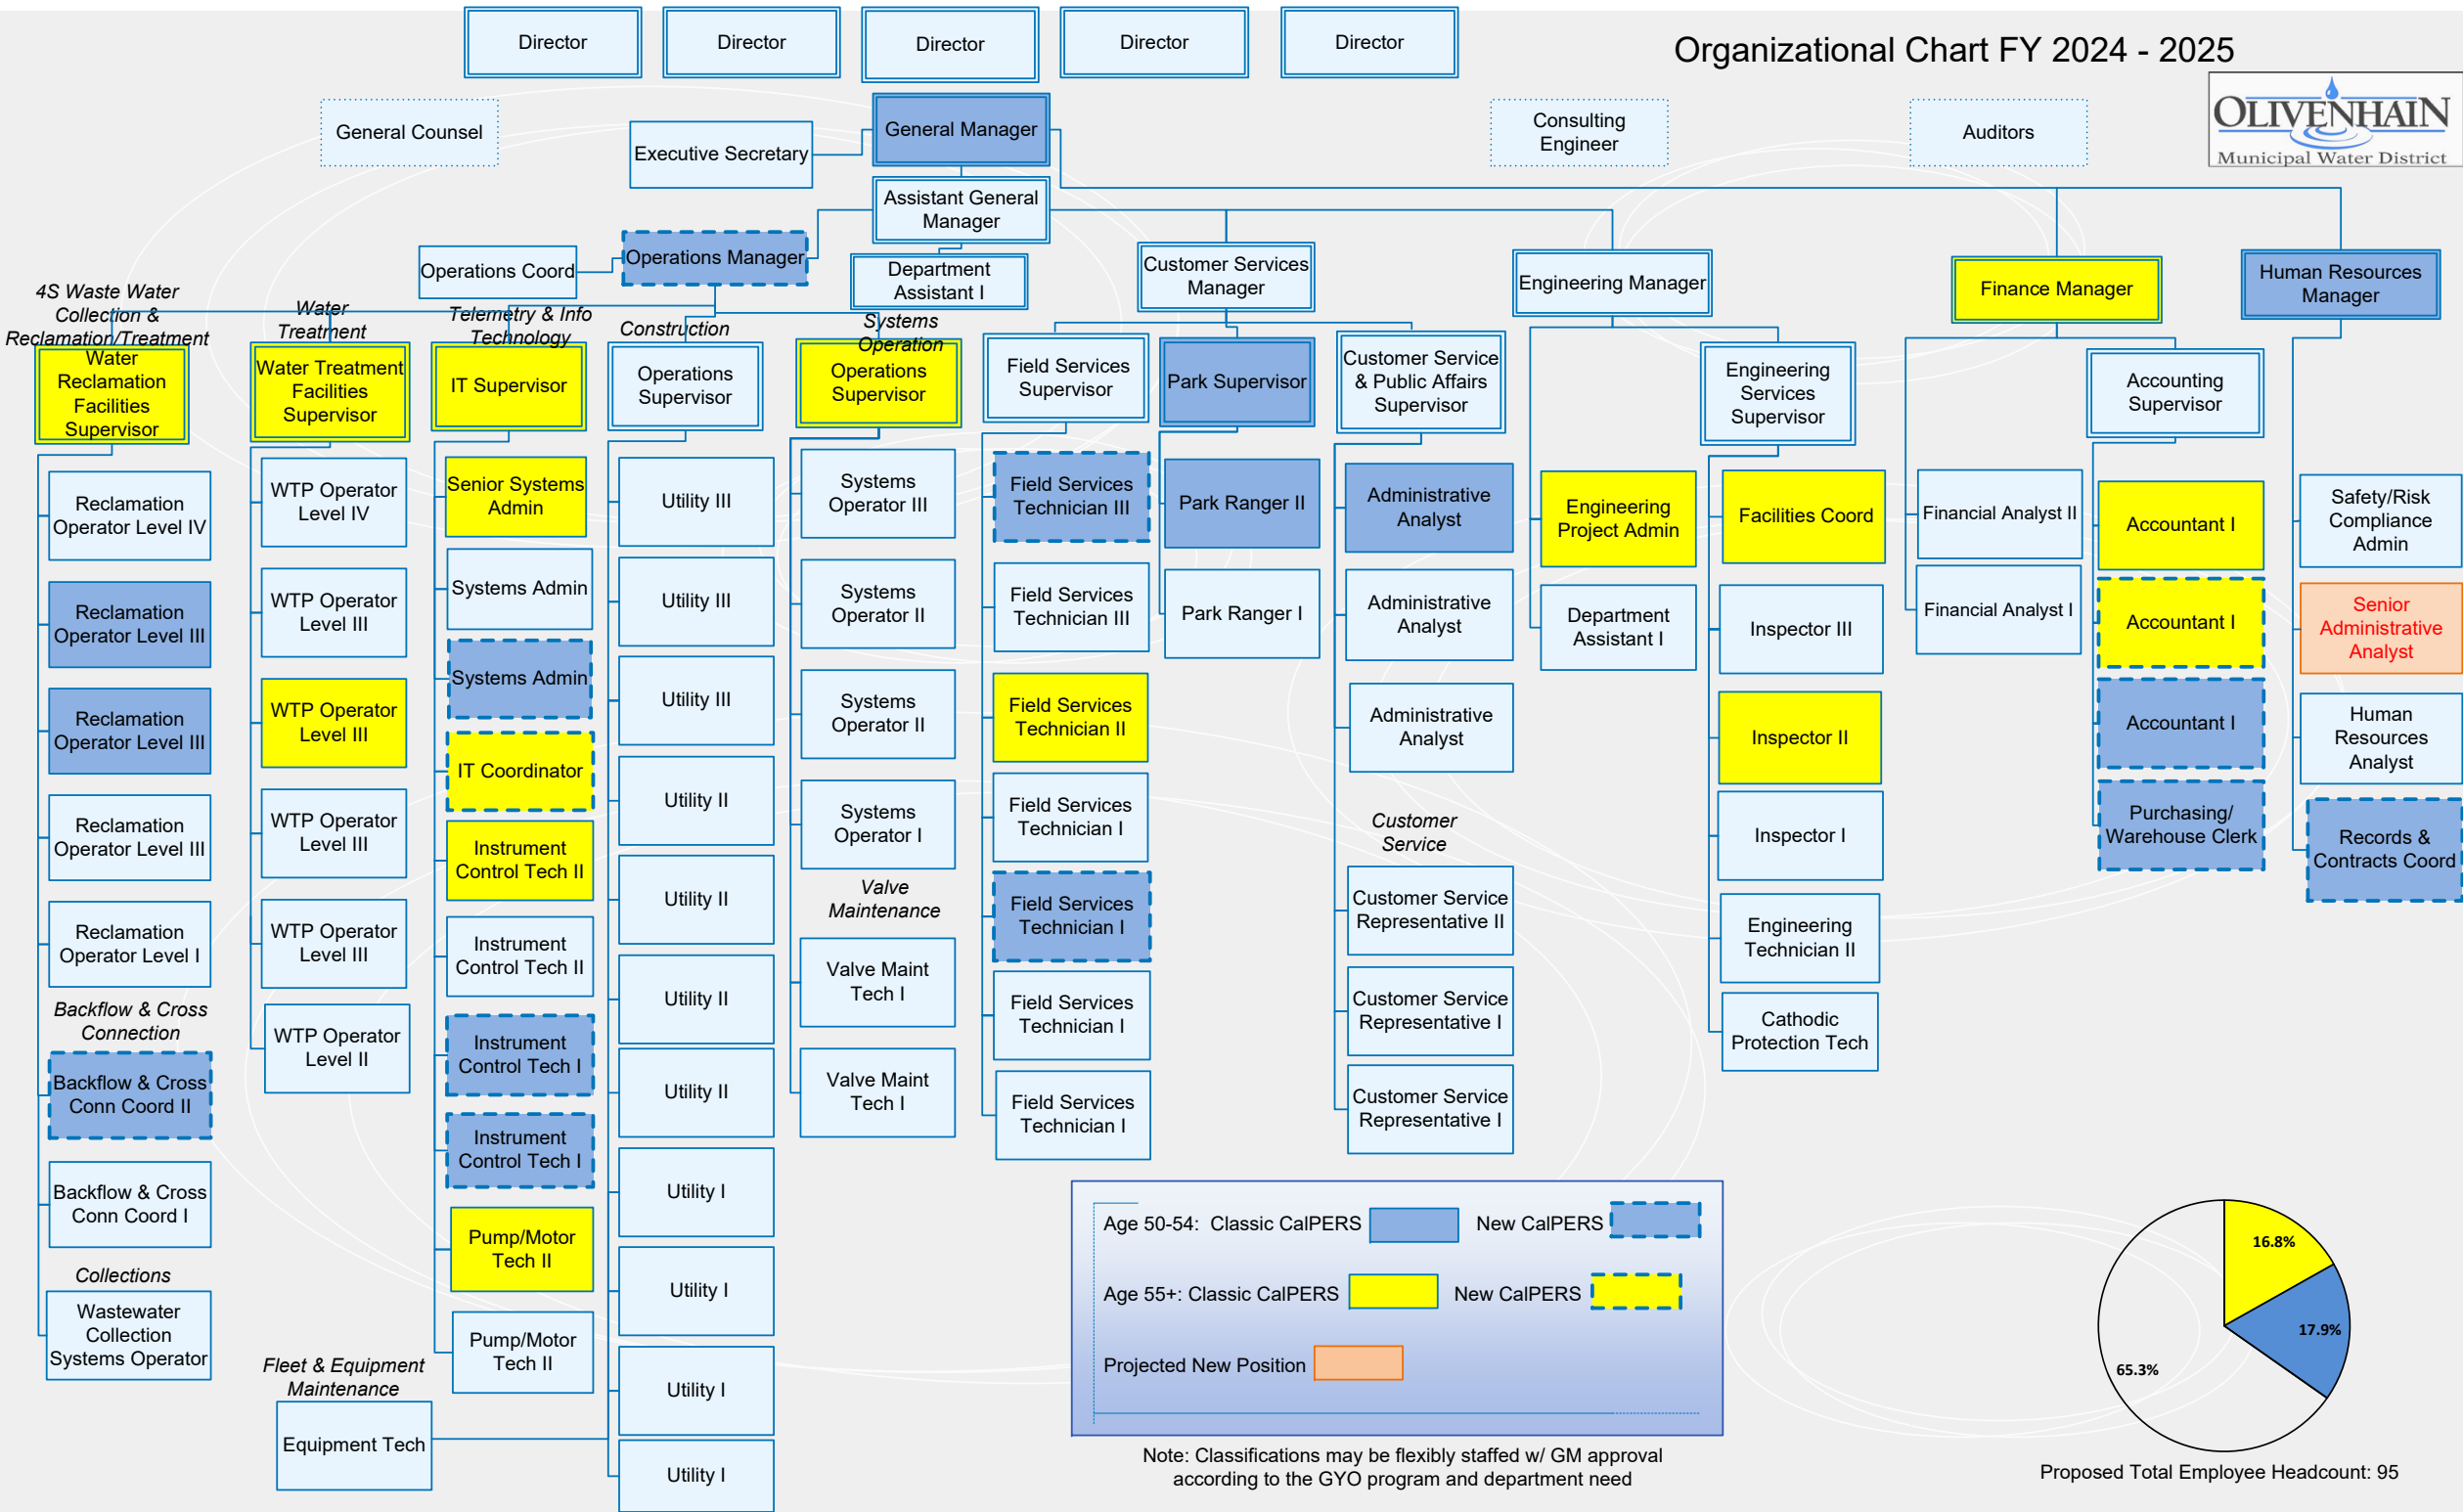 Director
Director
Director
Director
Director
Organizational Chart FY 2024 - 2025
OLIVENHAIN
Municipal Water District
General Counsel
Executive Secretary
General Manager
Consulting
Engineer
Auditors
Assistant General
Manager
Operations Coord
Operations Manager
Department
Assistant I
Customer Services
Manager
Engineering Manager
Finance Manager
Human Resources
Manager
4S Waste Water
Collection &
Reclamation/Treatment
Water
Reclamation
Facilities
Supervisor
Reclamation
Operator Level IV
Reclamation
Operator Level III
Reclamation
Operator Level III
Reclamation
Operator Level III
Reclamation
Operator Level I
Backflow & Cross
Connection
Backflow & Cross
Conn Coord II
Backflow & Cross
Conn Coord I
Collections
Wastewater
Collection
Systems Operator
Water
Treatment
Water Treatment
Facilities
Supervisor
WTP Operator
Level IV
WTP Operator
Level III
WTP Operator
Level III
WTP Operator
Level III
WTP Operator
Level III
WTP Operator
Level II
Fleet & Equipment
Maintenance
Equipment Tech
Telemetry & Info
Technology
IT Supervisor
Senior Systems
Admin
Systems Admin
Systems Admin
IT Coordinator
Instrument
Control Tech II
Instrument
Control Tech II
Instrument
Control Tech I
Instrument
Control Tech I
Pump/Motor
Tech II
Pump/Motor
Tech II
Construction
Operations
Supervisor
Utility III
Utility III
Utility III
Utility II
Utility II
Utility II
Utility II
Utility I
Utility I
Utility I
Utility I
Systems
Operation
Operations
Supervisor
Systems
Operator III
Systems
Operator II
Systems
Operator II
Systems
Operator I
Valve
Maintenance
Valve Maint
Tech I
Valve Maint
Tech I
Field Services
Supervisor
Field Services
Technician III
Field Services
Technician III
Field Services
Technician II
Field Services
Technician I
Field Services
Technician I
Field Services
Technician I
Field Services
Technician I
Park Supervisor
Park Ranger II
Park Ranger I
Customer Service
& Public Affairs
Supervisor
Administrative
Analyst
Administrative
Analyst
Administrative
Analyst
Customer
Service
Customer Service
Representative II
Customer Service
Representative I
Customer Service
Representative I
Engineering
Project Admin
Department
Assistant I
Engineering
Services
Supervisor
Facilities Coord
Inspector III
Inspector II
Inspector I
Engineering
Technician II
Cathodic
Protection Tech
Financial Analyst II
Financial Analyst I
Accounting
Supervisor
Accountant I
Accountant I
Accountant I
Purchasing/
Warehouse Clerk
Safety/Risk
Compliance
Admin
Senior
Administrative
Analyst
Human
Resources
Analyst
Records &
Contracts Coord
Age 50-54: Classic CalPERS New CalPERS
Age 55+: Classic CalPERS New CalPERS
Projected New Position
Note: Classifications may be flexibly staffed w/ GM approval
according to the GYO program and department need
16.8%
17.9%
65.3%
Proposed Total Employee Headcount: 95